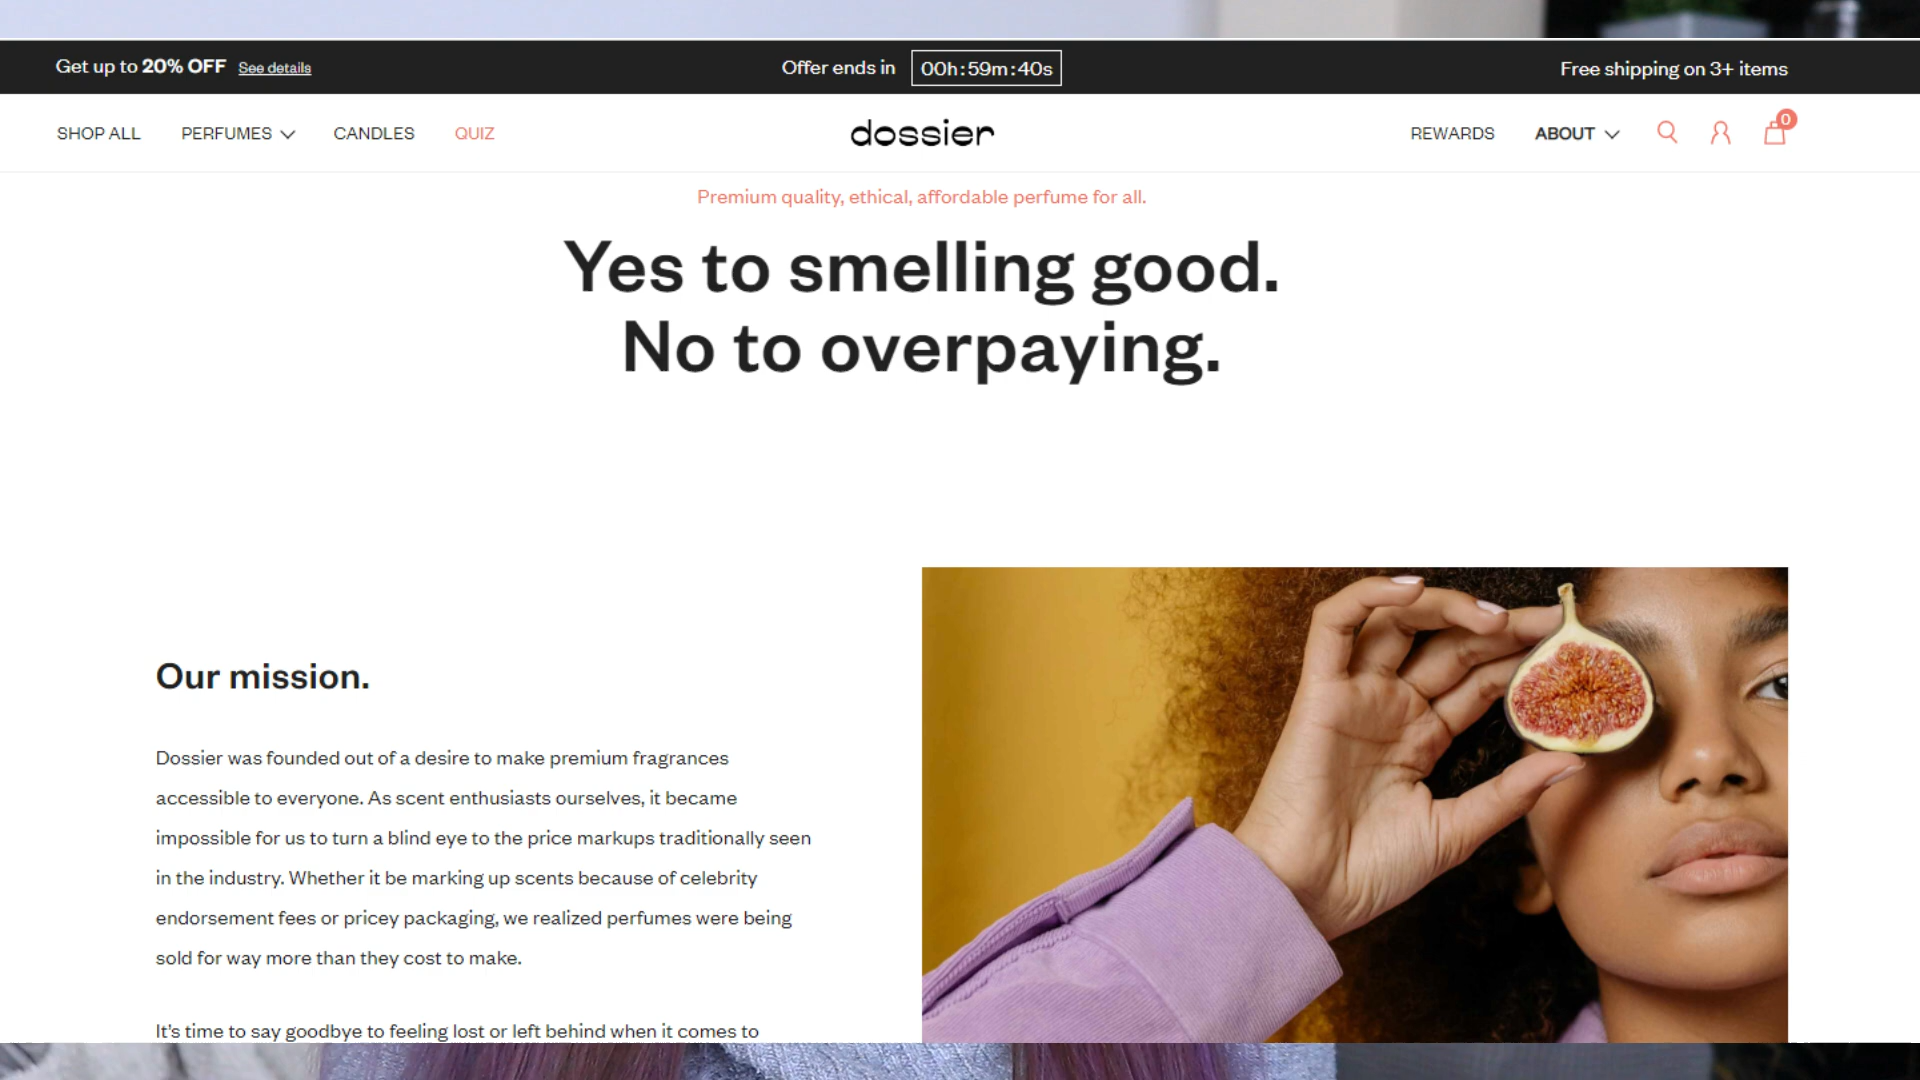 Get up to 20% OFF See details
Offer ends in 00h:59m:40s
Free shipping on 3+ items
SHOP ALL PERFUMES CANDLES QUIZ
dossier
REWARDS ABOUT 0
Premium quality, ethical, affordable perfume for all.
Yes to smelling good.
No to overpaying.
Our mission.
Dossier was founded out of a desire to make premium fragrances
accessible to everyone. As scent enthusiasts ourselves, it became
impossible for us to turn a blind eye to the price markups traditionally seen
in the industry. Whether it be marking up scents because of celebrity
endorsement fees or pricey packaging, we realized perfumes were being
sold for way more than they cost to make.
It's time to say goodbye to feeling lost or left behind when it comes to